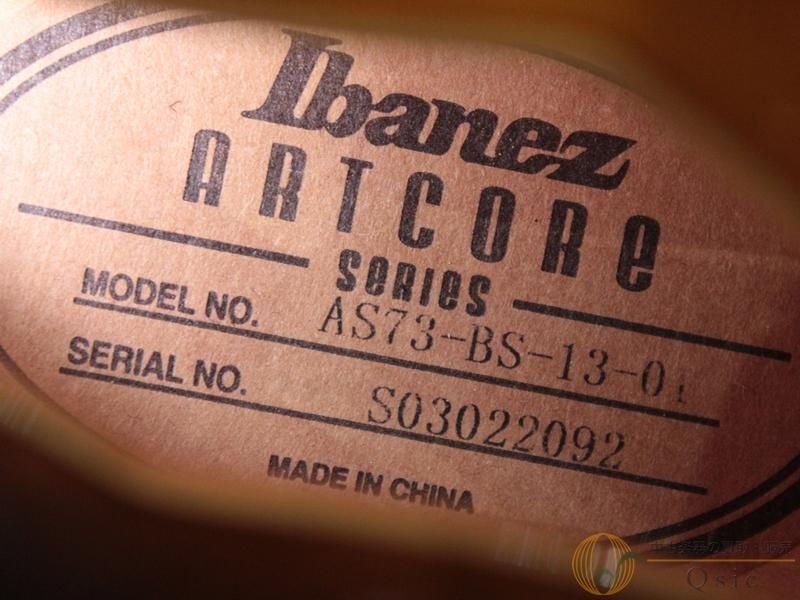 Ibanez
ARTCORE
SERIES
MODEL NO. AS73-BS-13-01
SERIAL NO. S03022092
MADE IN CHINA
Qsic